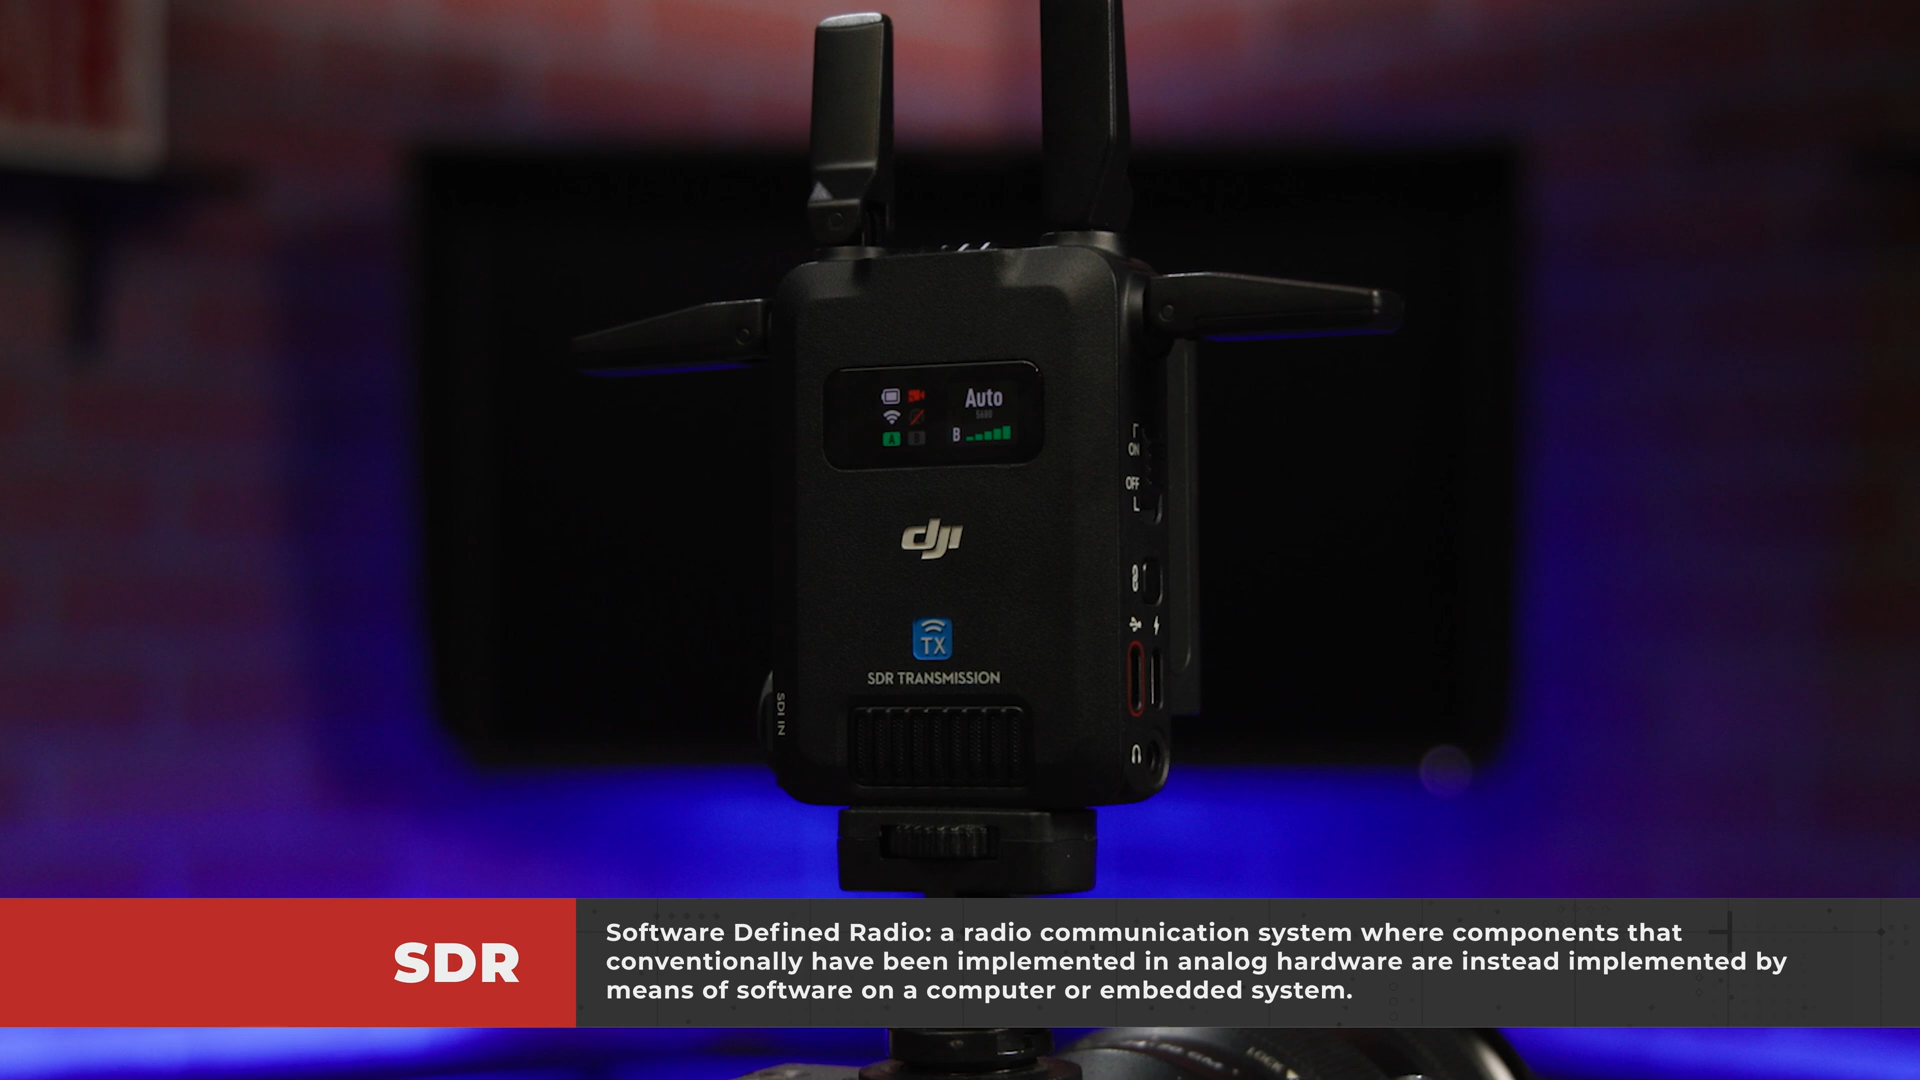 Auto
5600
B
A
B
ON
OFF
dji
TX
SDR TRANSMISSION
SDI IN
SDR
Software Defined Radio: a radio communication system where components that
conventionally have been implemented in analog hardware are instead implemented by
means of software on a computer or embedded system.
LOCK